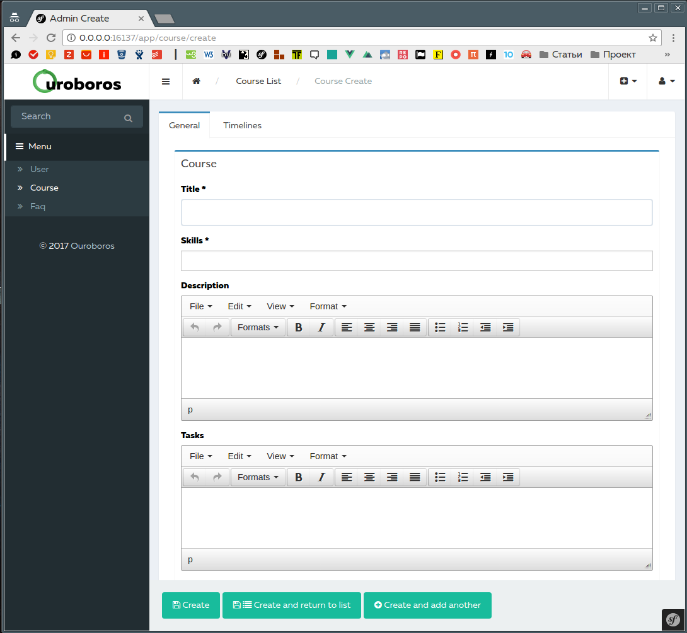 Admin Create
0.0.0.0:16137/app/course/create
Статьи Проект »
Ouroboros
Course List / Course Create
Search
Menu
» User
» Course
» Faq
© 2017 Ouroboros
General Timelines
Course
Title *
Skills *
Description
File Edit View Format
Formats B I
p
Tasks
File Edit View Format
Formats B I
p
Create Create and return to list Create and add another
sf